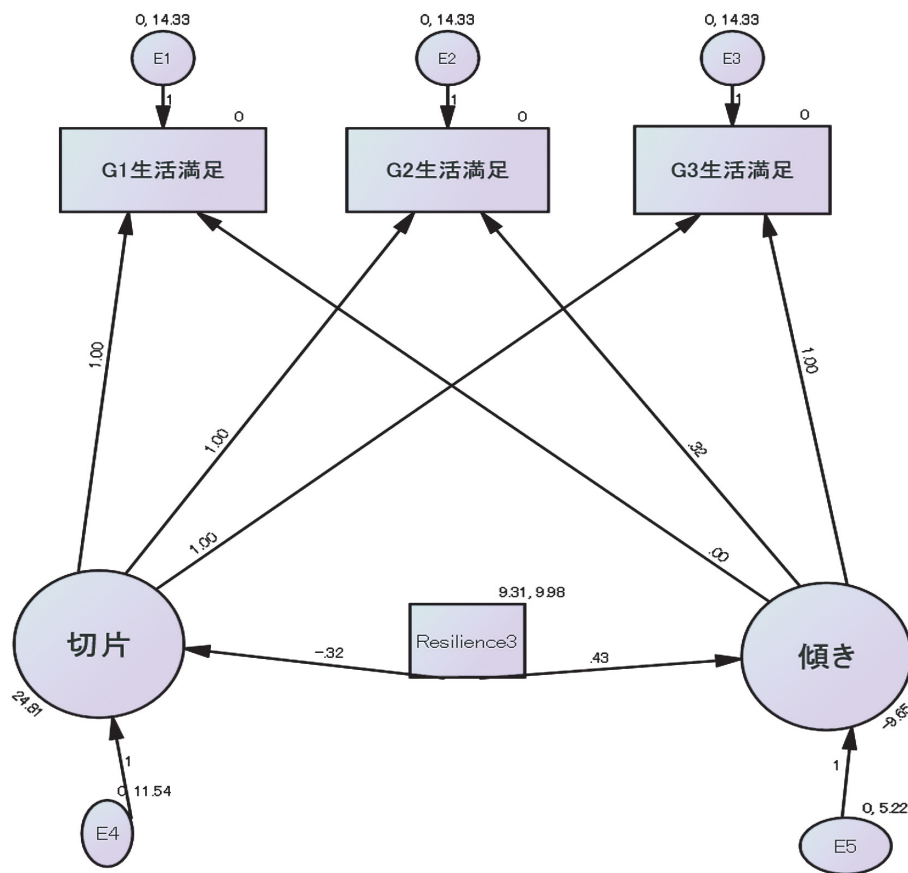 0, 14.33
0, 14.33
0, 14.33
E1
E2
E3
1
1
1
0
0
0
G1生活満足
G2生活満足
G3生活満足
1.00
1.00
1.00
.00
.32
1.00
9.31, 9.98
Resilience3
-.32
.43
切片
傾き
24.81
-9.65
1
1
0, 11.54
0, 5.22
E4
E5